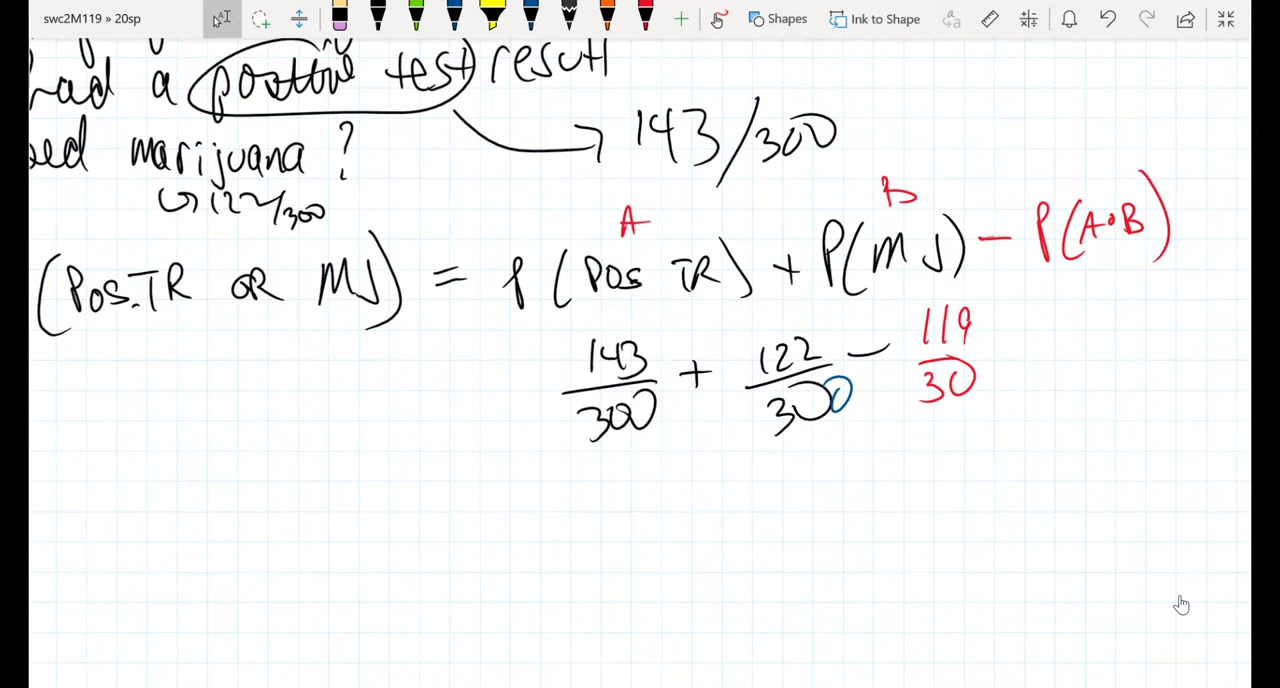 swc2M119 » 20sp
Shapes
Ink to Shape
had a positive test result
143/300
sed marijuana?
122/300
A
B
(POS.TR OR MJ) = P(POS TR) + P(MJ) - P(A•B)
143/300 + 122/300 - 119/30